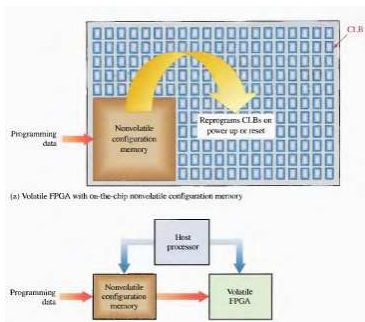 CLB
Reprograms CLBs on
power up or reset
Nonvolatile
configuration
memory
Programming
data
(a) Volatile FPGA with on-the-chip nonvolatile configuration memory
Host
processor
Nonvolatile
configuration
memory
Volatile
FPGA
Programming
data